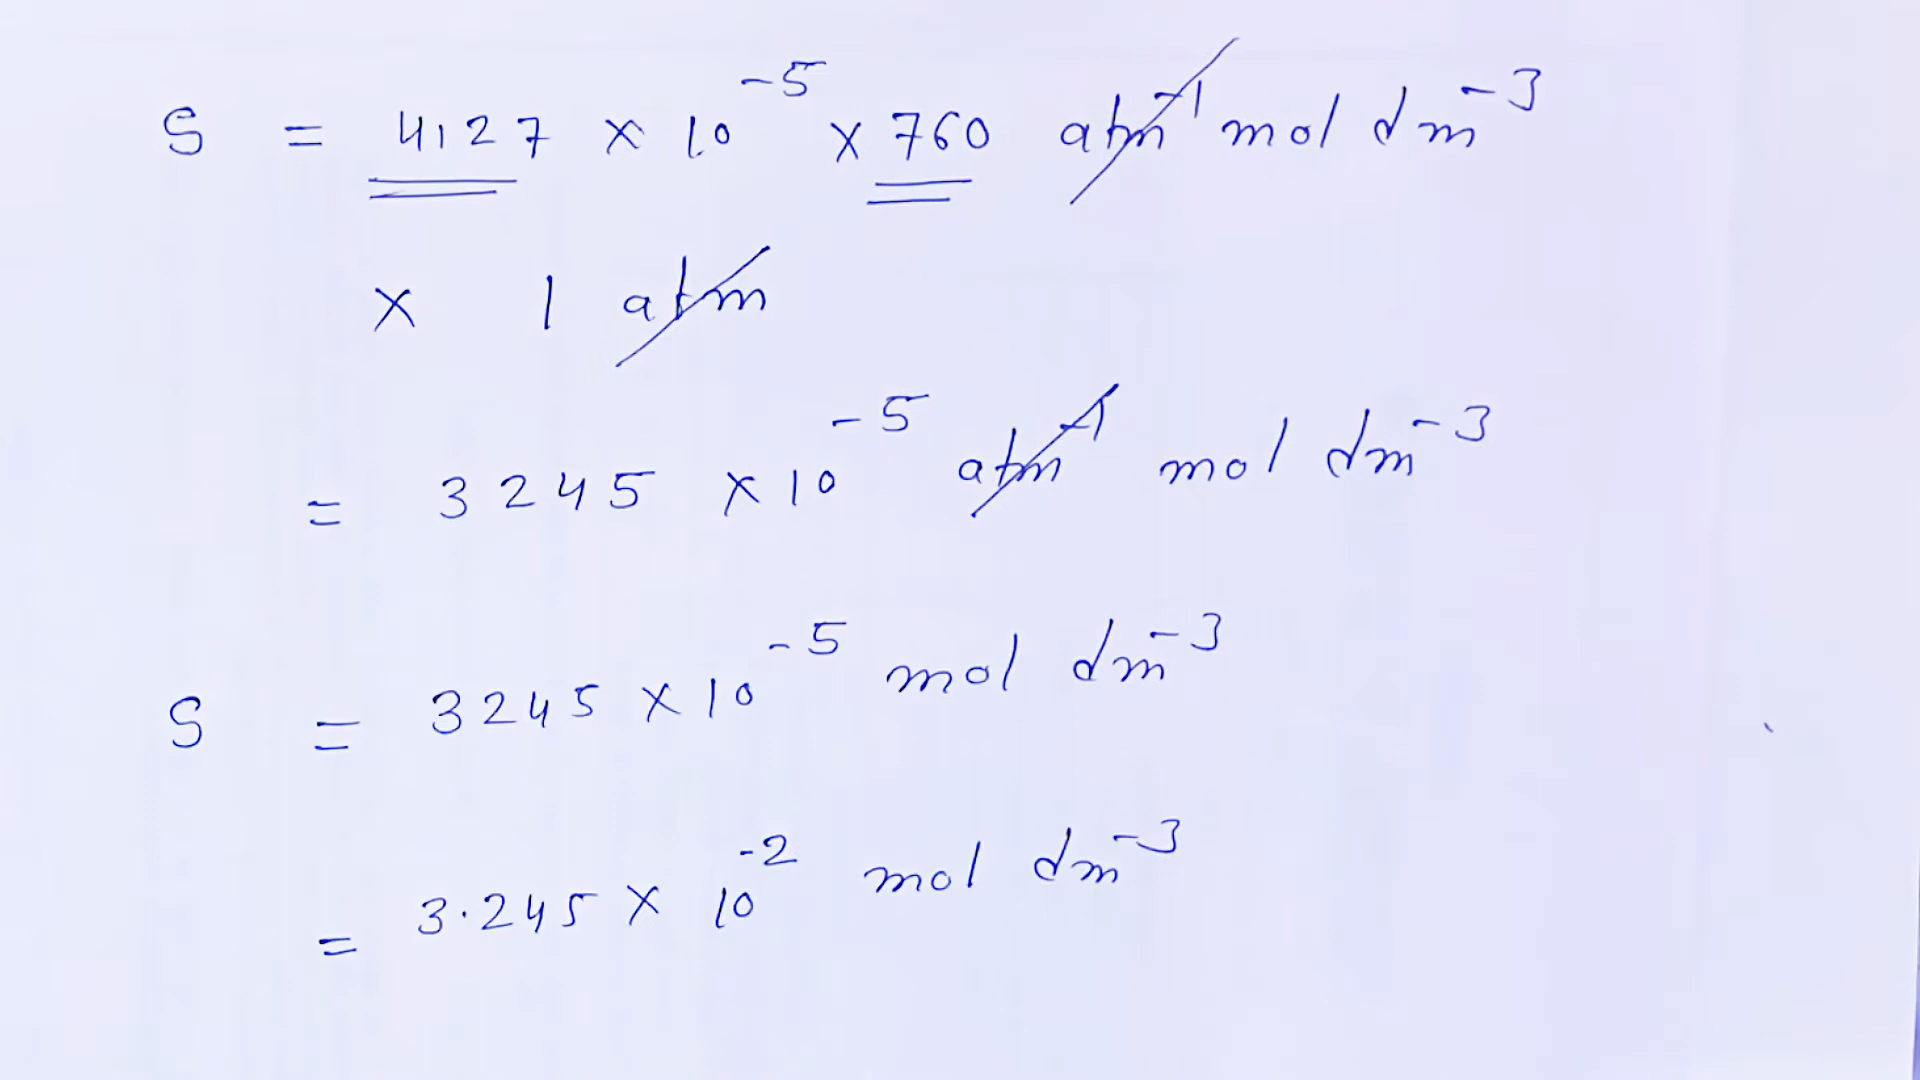 S = 4127 × 10⁻⁵ × 760 atm⁻¹ mol dm⁻³
× 1 atm
= 3245 × 10⁻⁵ atm⁻¹ mol dm⁻³
S = 3245 × 10⁻⁵ mol dm⁻³
= 3.245 × 10⁻² mol dm⁻³